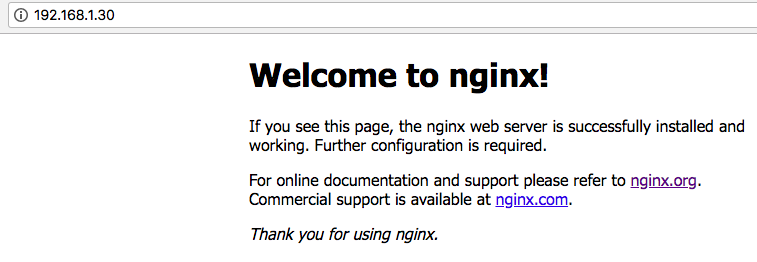 192.168.1.30
Welcome to nginx!
If you see this page, the nginx web server is successfully installed and
working. Further configuration is required.
For online documentation and support please refer to nginx.org.
Commercial support is available at nginx.com.
Thank you for using nginx.